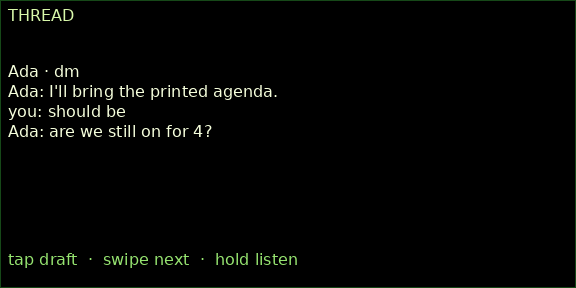 THREAD
Ada · dm
Ada: I'll bring the printed agenda.
you: should be
Ada: are we still on for 4?
tap draft · swipe next · hold listen